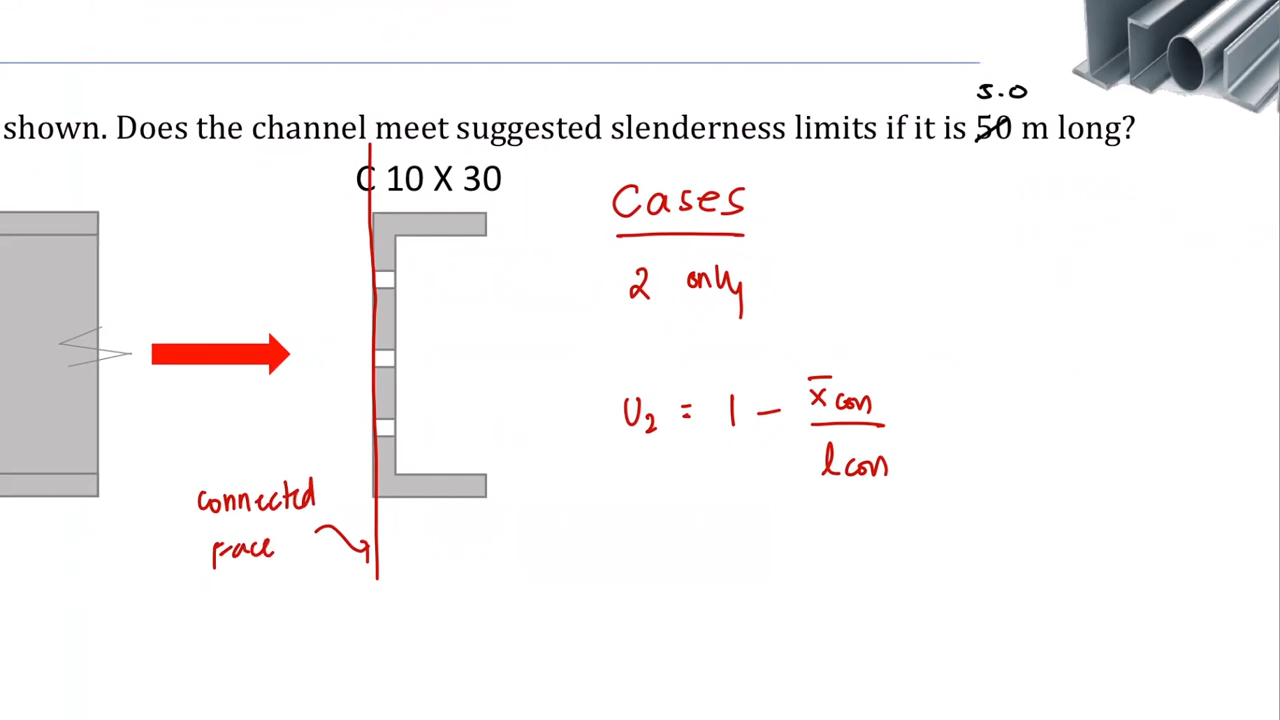 5.0
shown. Does the channel meet suggested slenderness limits if it is 50 m long?
C 10 X 30
Cases
2 only
U2 = 1 - x̄con
lcon
connected
face